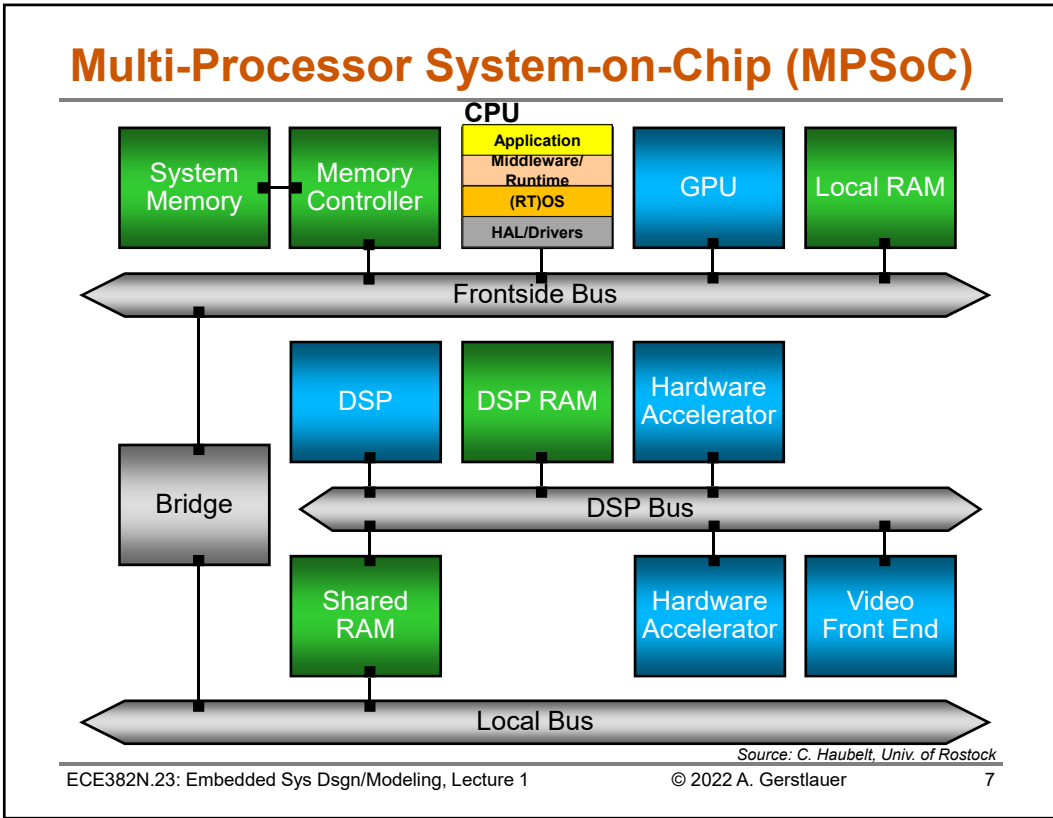 Multi-Processor System-on-Chip (MPSoC)
CPU
System
Memory
Memory
Controller
Application
Middleware/
Runtime
(RT)OS
HAL/Drivers
GPU
Local RAM
Frontside Bus
DSP
DSP RAM
Hardware
Accelerator
Bridge
DSP Bus
Shared
RAM
Hardware
Accelerator
Video
Front End
Local Bus
Source: C. Haubelt, Univ. of Rostock
ECE382N.23: Embedded Sys Dsgn/Modeling, Lecture 1
© 2022 A. Gerstlauer
7